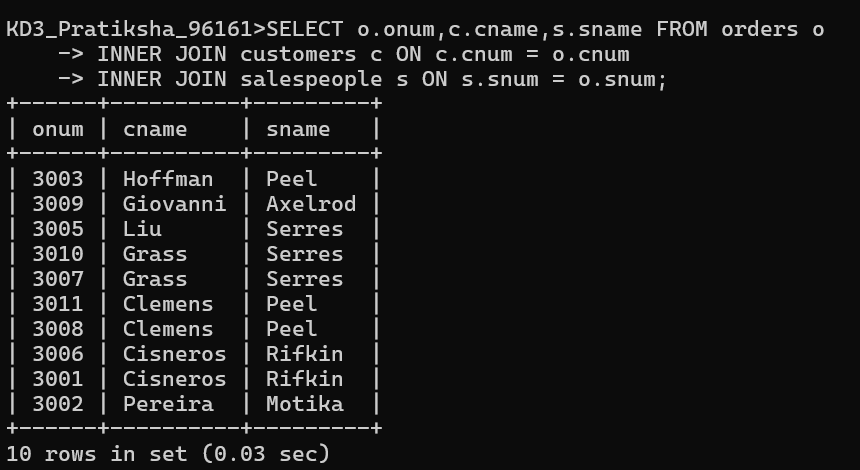 KD3_Pratiksha_96161>SELECT o.onum,c.cname,s.sname FROM orders o
    -> INNER JOIN customers c ON c.cnum = o.cnum
    -> INNER JOIN salespeople s ON s.snum = o.snum;
+------+----------+---------+
| onum | cname    | sname   |
+------+----------+---------+
| 3003 | Hoffman  | Peel    |
| 3009 | Giovanni | Axelrod |
| 3005 | Liu      | Serres  |
| 3010 | Grass    | Serres  |
| 3007 | Grass    | Serres  |
| 3011 | Clemens  | Peel    |
| 3008 | Clemens  | Peel    |
| 3006 | Cisneros | Rifkin  |
| 3001 | Cisneros | Rifkin  |
| 3002 | Pereira  | Motika  |
+------+----------+---------+
10 rows in set (0.03 sec)